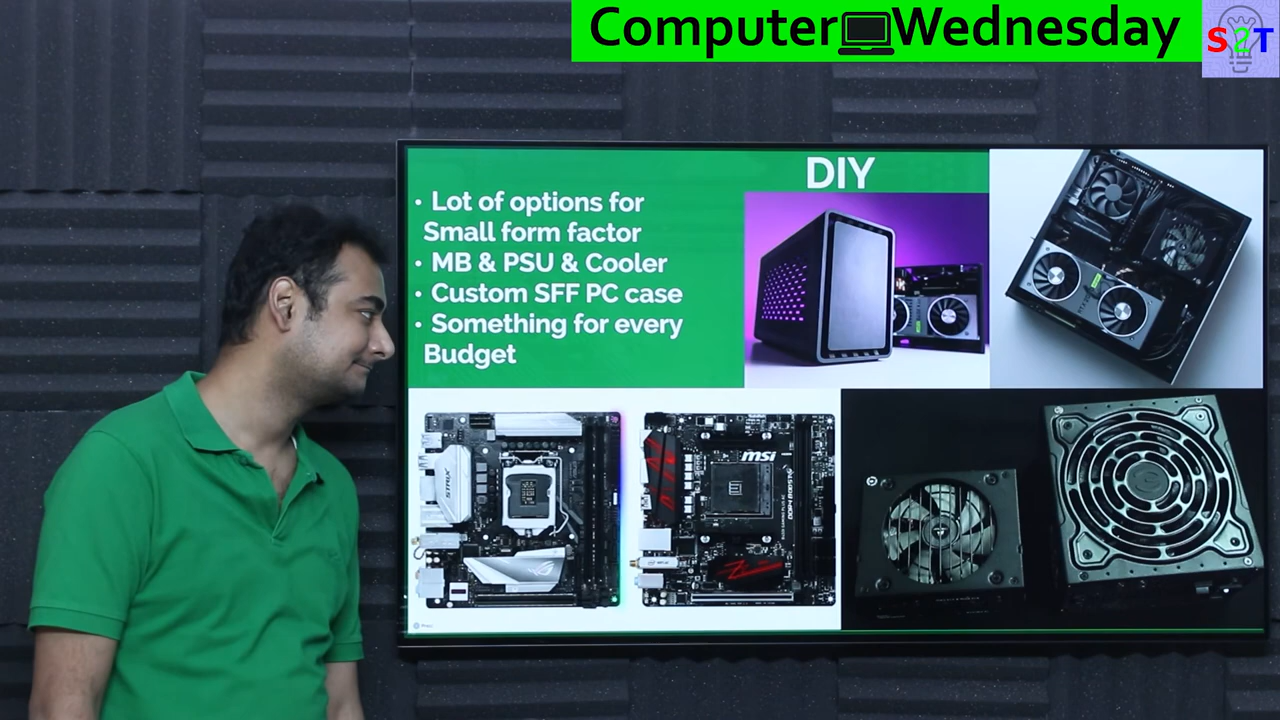 Computer Wednesday
S2T
DIY
• Lot of options for
Small form factor
• MB & PSU & Cooler
• Custom SFF PC case
• Something for every
Budget
STRIX
msi